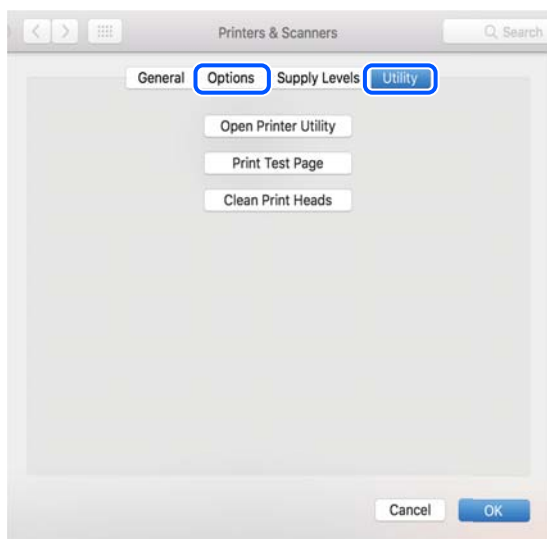 Printers & Scanners Search
General Options Supply Levels Utility
Open Printer Utility
Print Test Page
Clean Print Heads
Cancel OK